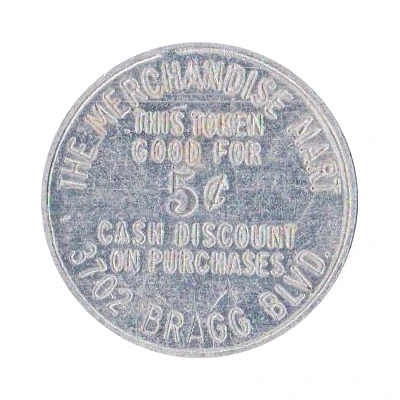 THE MERCHANDISE MART
THIS TOKEN
GOOD FOR
5¢
CASH DISCOUNT
ON PURCHASES
3702 BRAGG BLVD.